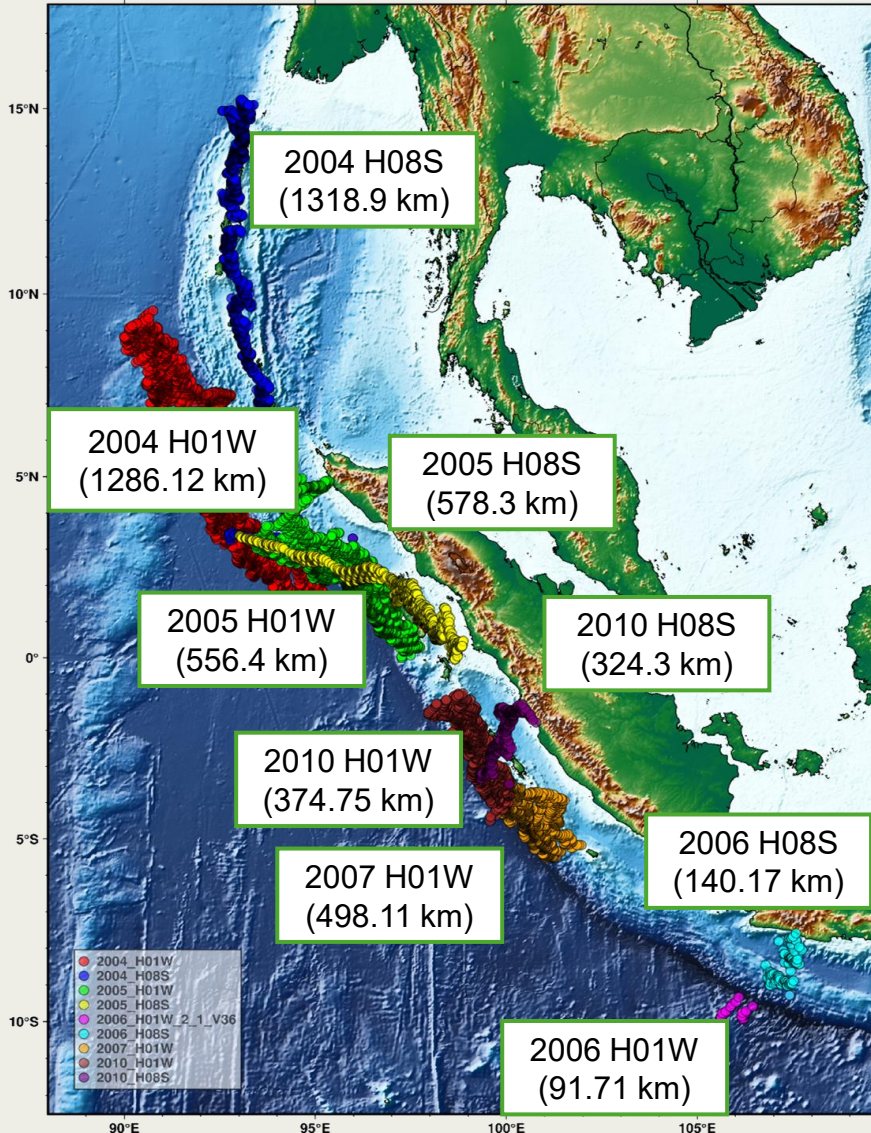 15°N
2004 H08S
(1318.9 km)
10°N
2004 H01W
(1286.12 km)
2005 H08S
(578.3 km)
5°N
2005 H01W
(556.4 km)
2010 H08S
(324.3 km)
0°
2010 H01W
(374.75 km)
5°S
2006 H08S
(140.17 km)
2007 H01W
(498.11 km)
2004_H01W
2004_H08S
2005_H01W
2005_H08S
2006_H01W_2_1_V36
2006_H08S
2007_H01W
2010_H01W
2010_H08S
10°S
2006 H01W
(91.71 km)
90°E
95°E
100°E
105°E